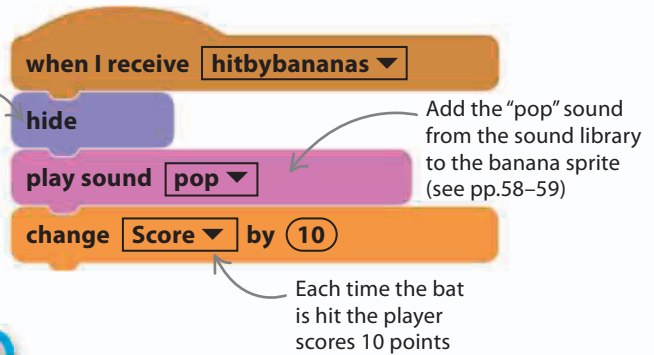 when I receive hitbybananas
hide
play sound pop
change Score by 10
Add the “pop” sound
from the sound library
to the banana sprite
(see pp.58–59)
Each time the bat
is hit the player
scores 10 points